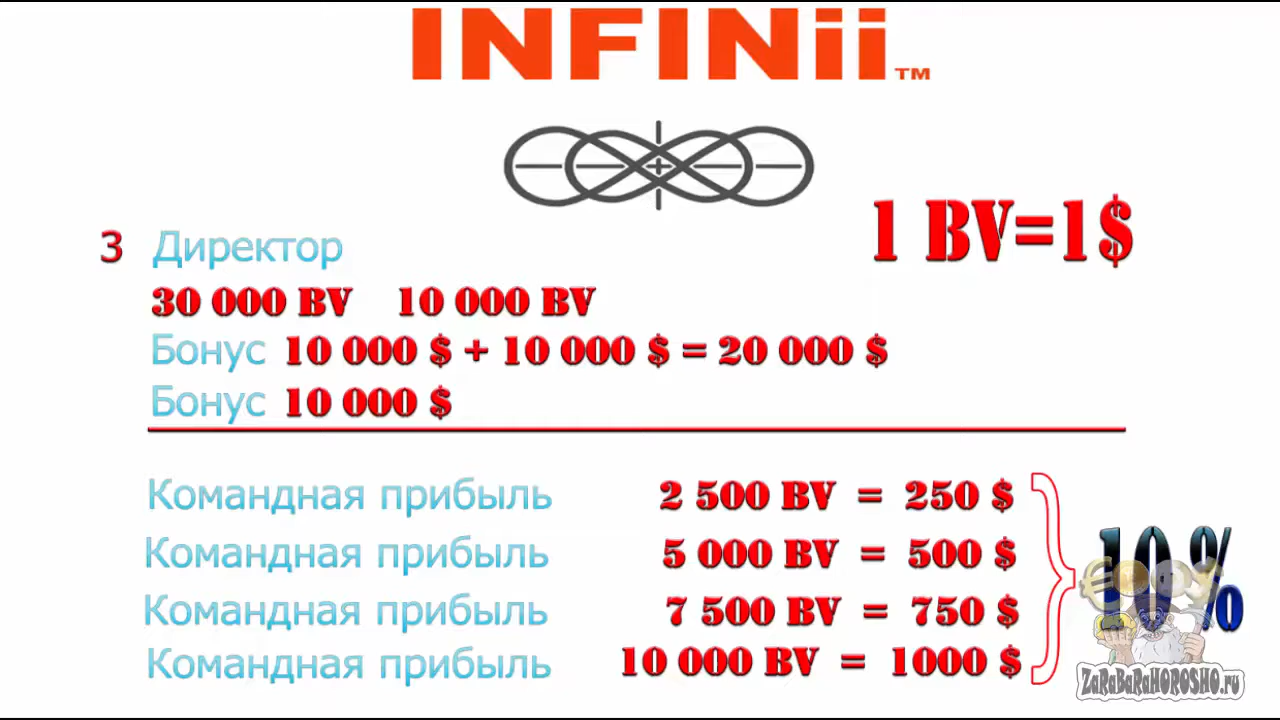 INFINii™
1 BV=1$
3 Директор
30 000 BV 10 000 BV
Бонус 10 000 $ + 10 000 $ = 20 000 $
Бонус 10 000 $
Командная прибыль 2 500 BV = 250 $
Командная прибыль 5 000 BV = 500 $
Командная прибыль 7 500 BV = 750 $
Командная прибыль 10 000 BV = 1000 $
10%
ZaRaBaRaHOROSHO.ru